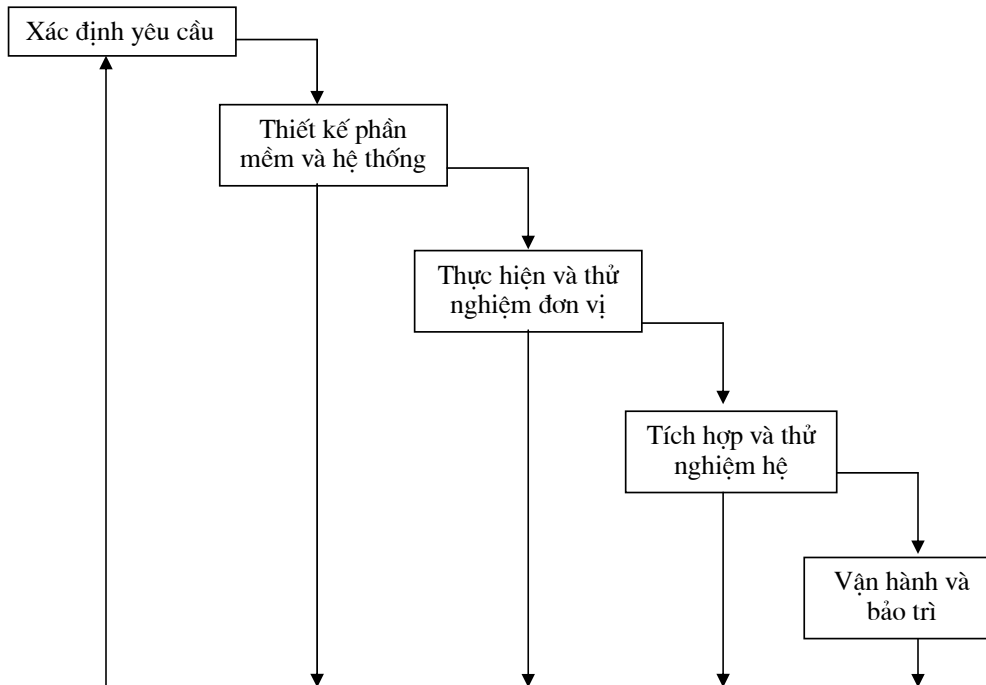 Xác định yêu cầu
Thiết kế phần
mềm và hệ thống
Thực hiện và thử
nghiệm đơn vị
Tích hợp và thử
nghiệm hệ
Vận hành và
bảo trì